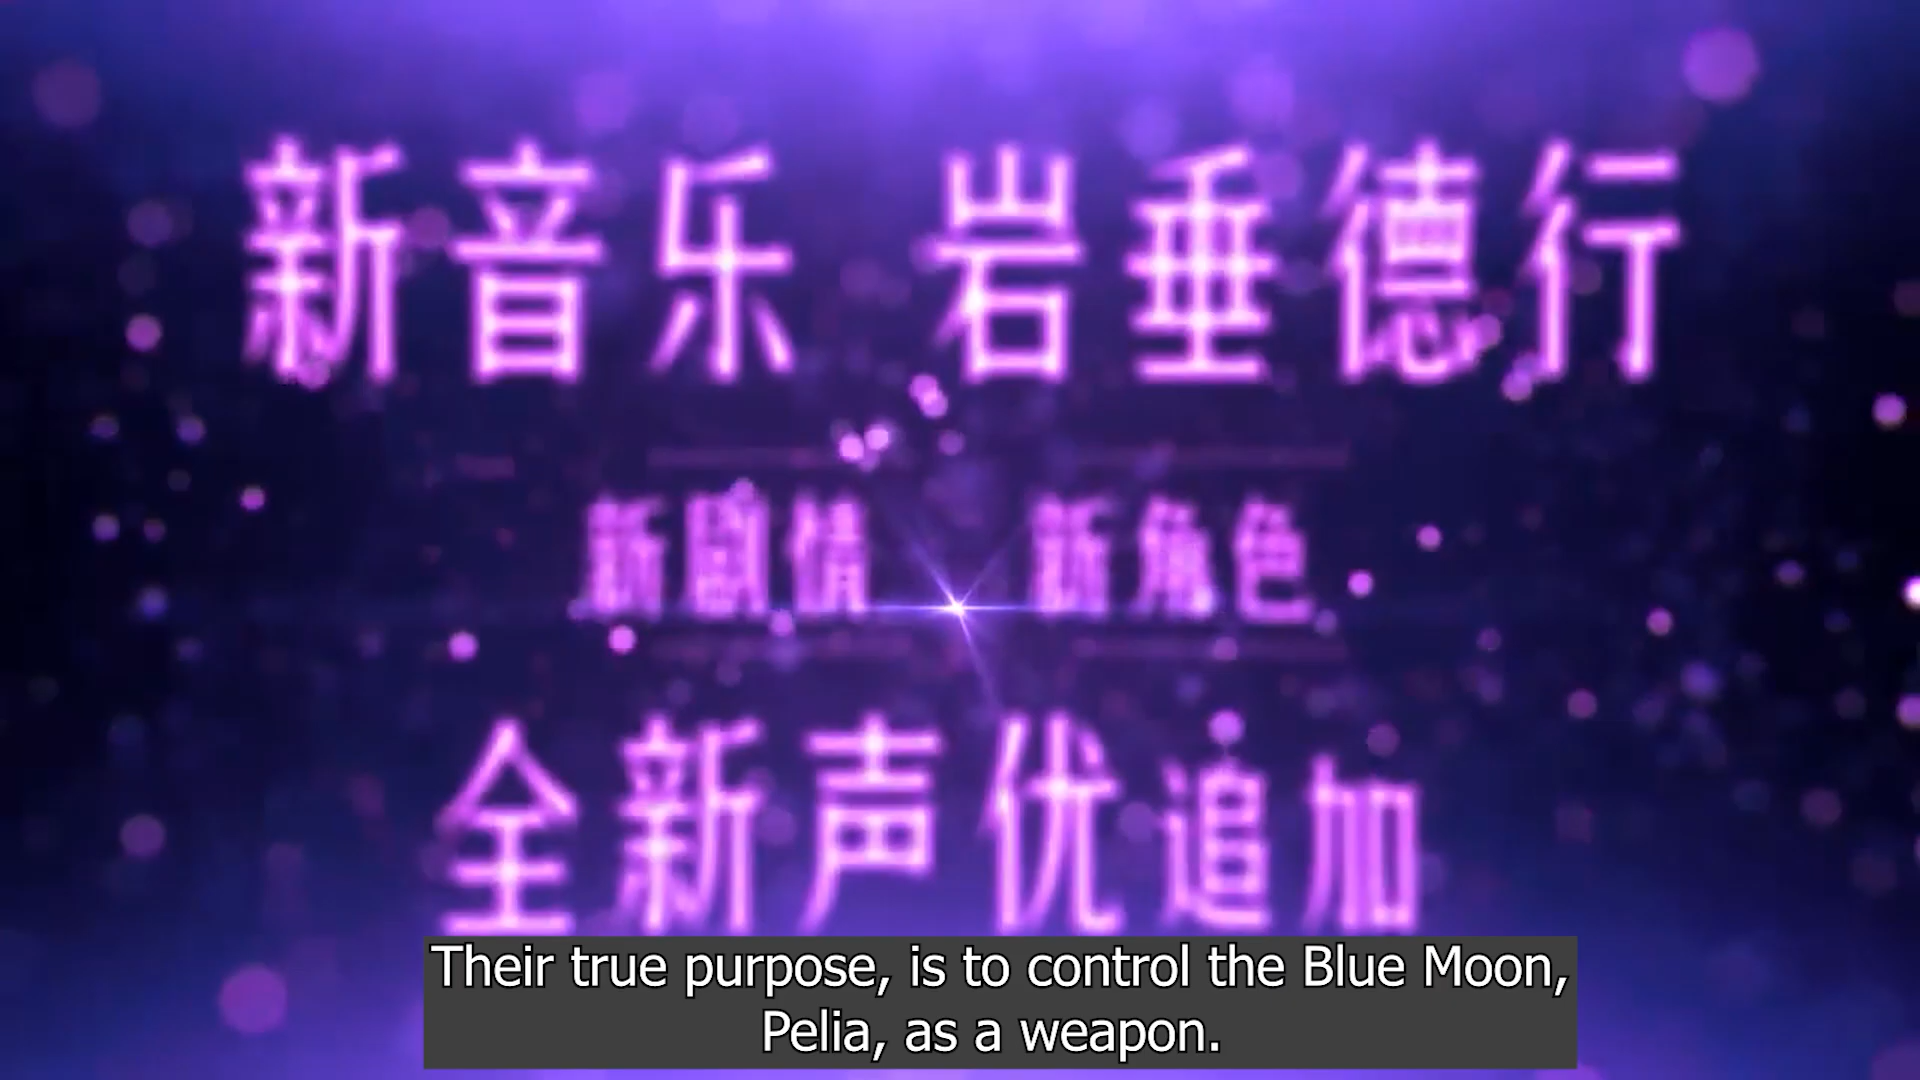 新音乐 岩垂德行
新剧情 新角色
全新声优追加
Their true purpose, is to control the Blue Moon,
Pelia, as a weapon.